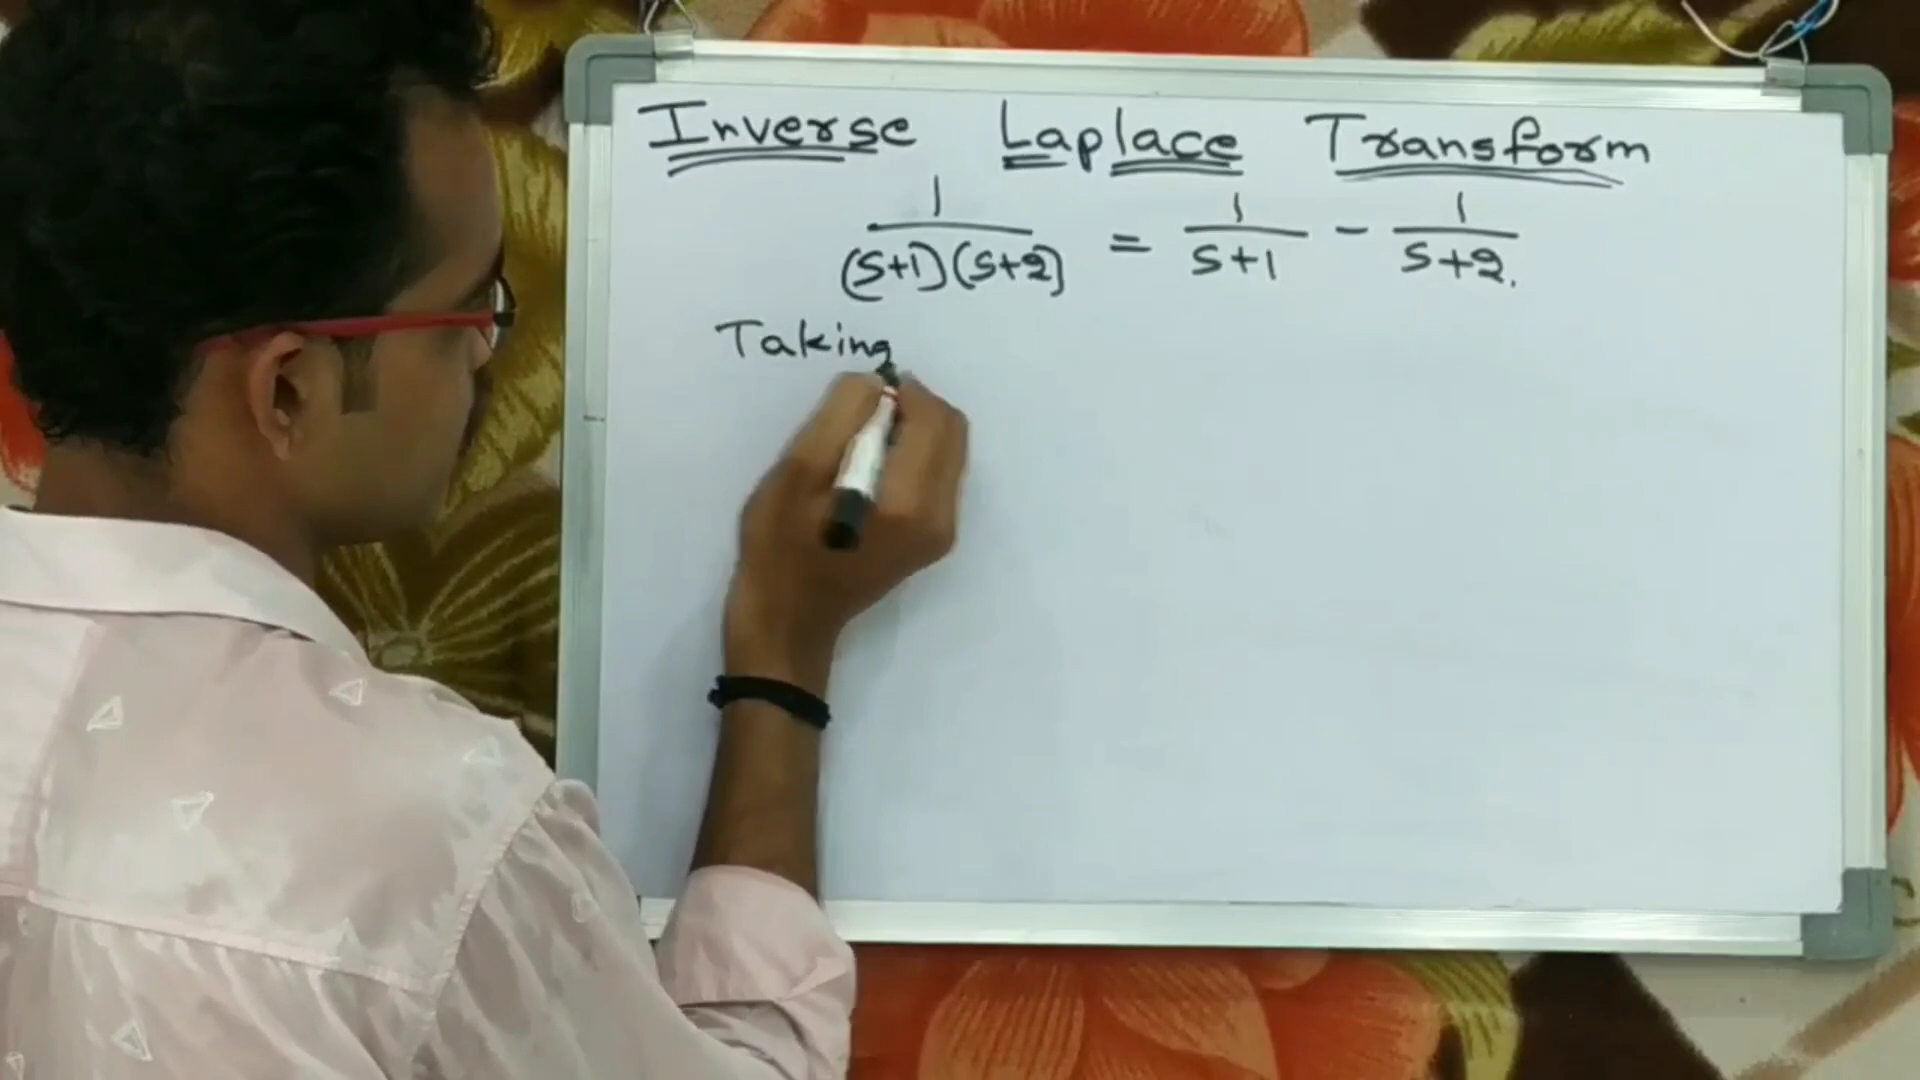 Inverse Laplace Transform
1/(s+1)(s+2) = 1/s+1 - 1/s+2.
Taking